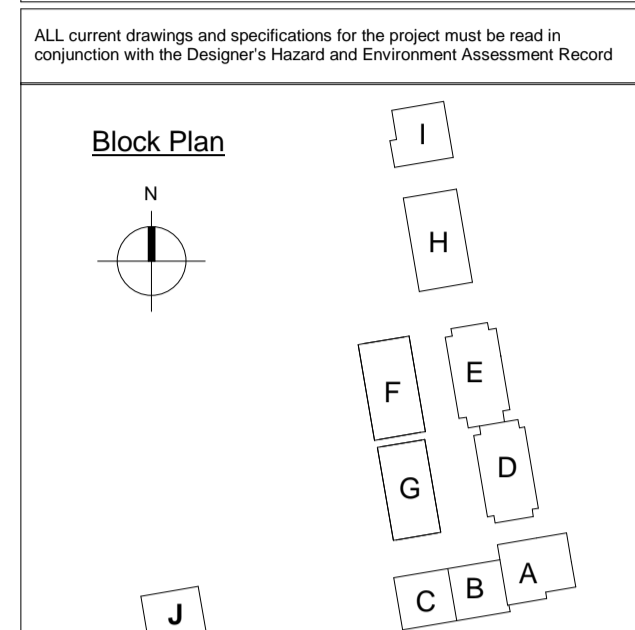 ALL current drawings and specifications for the project must be read in
conjunction with the Designer's Hazard and Environment Assessment Record
Block Plan
N
I
H
E
F
D
G
A
B
C
J